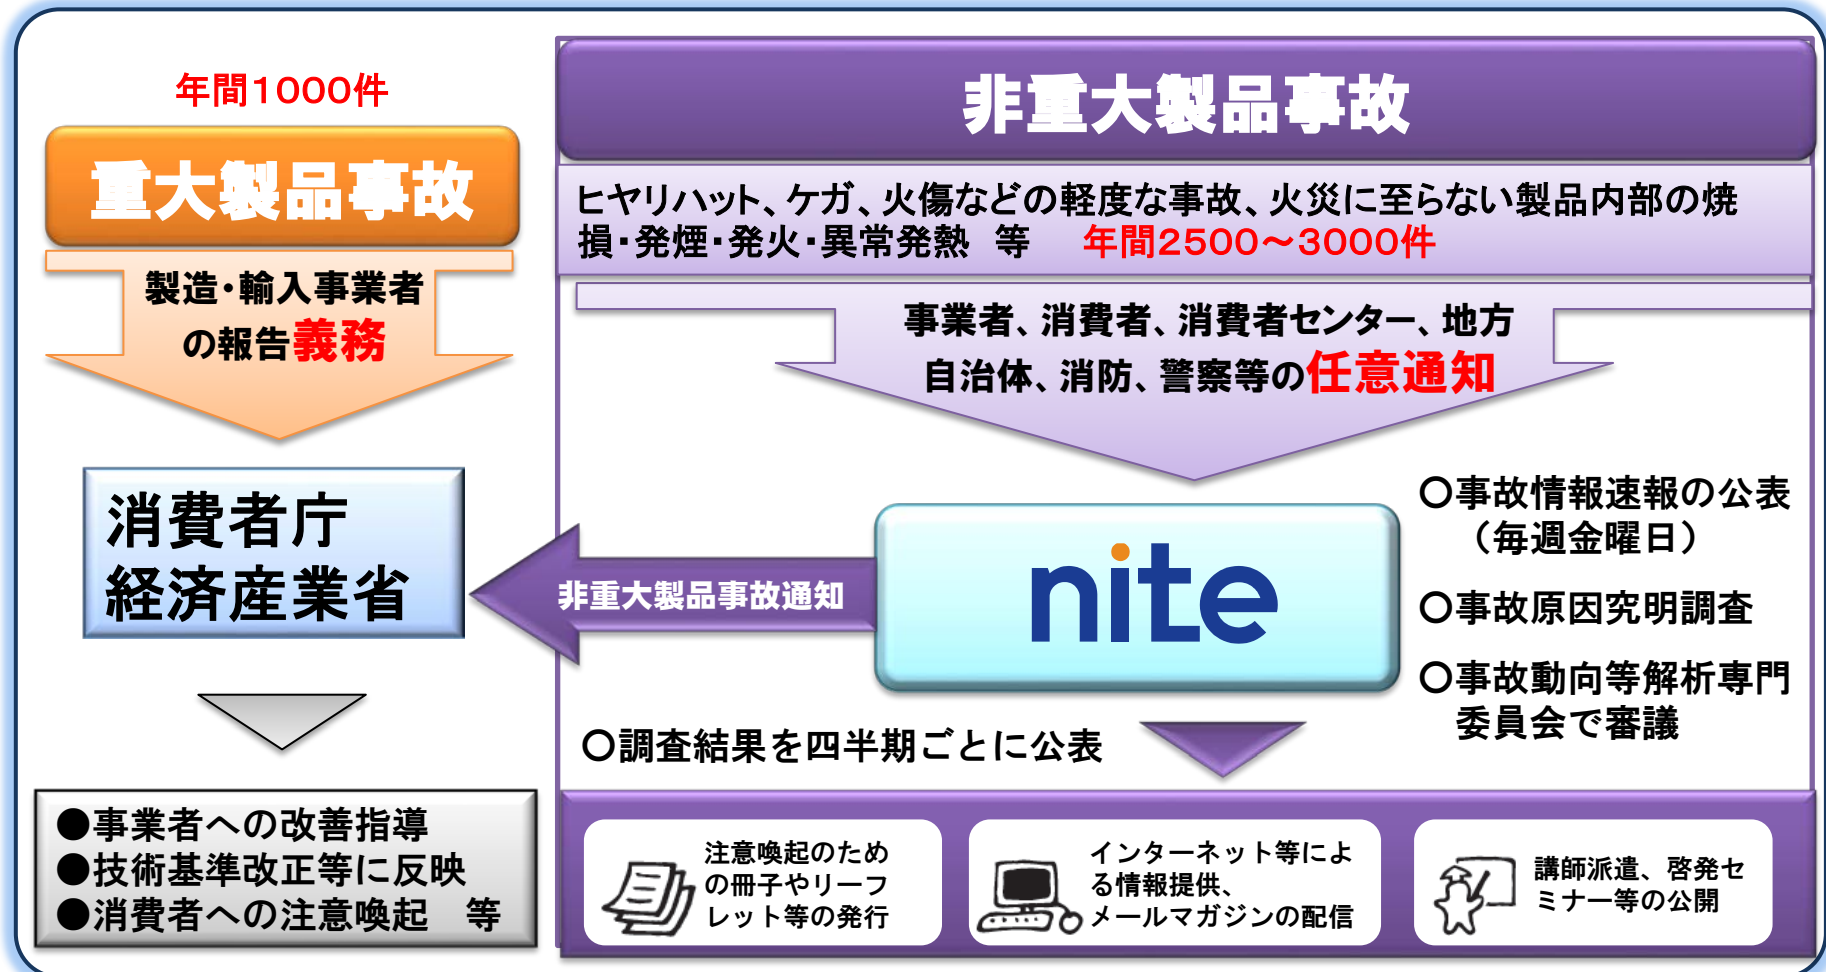 年間1000件
重大製品事故
製造・輸入事業者
の報告義務
消費者庁
経済産業省
●事業者への改善指導
●技術基準改正等に反映
●消費者への注意喚起　等
非重大製品事故
ヒヤリハット、ケガ、火傷などの軽度な事故、火災に至らない製品内部の焼
損・発煙・発火・異常発熱　等　年間2500～3000件
事業者、消費者、消費者センター、地方
自治体、消防、警察等の任意通知
非重大製品事故通知
nite
○事故情報速報の公表
（毎週金曜日）
○事故原因究明調査
○事故動向等解析専門
委員会で審議
○調査結果を四半期ごとに公表
注意喚起のため
の冊子やリーフ
レット等の発行
インターネット等によ
る情報提供、
メールマガジンの配信
講師派遣、啓発セ
ミナー等の公開